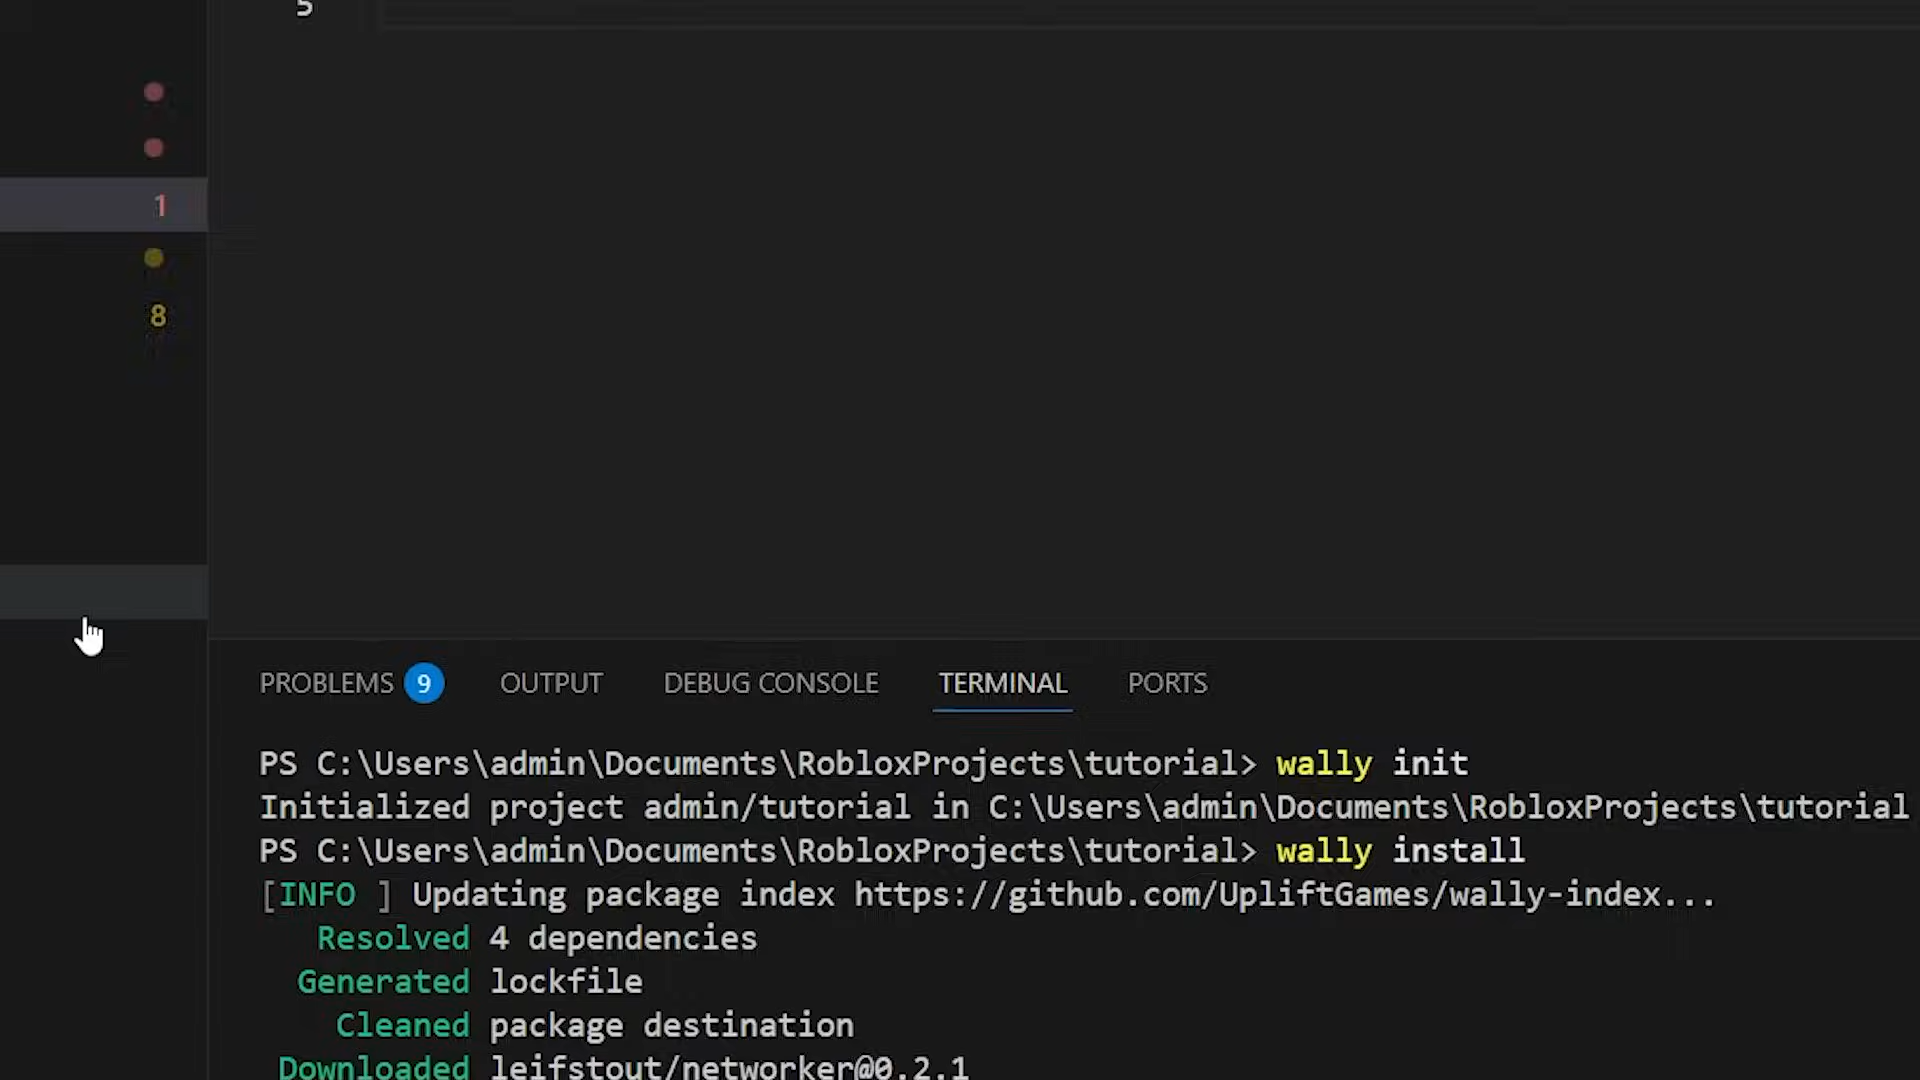 5
1
8
PROBLEMS 9 OUTPUT DEBUG CONSOLE TERMINAL PORTS
PS C:\Users\admin\Documents\RobloxProjects\tutorial> wally init
Initialized project admin/tutorial in C:\Users\admin\Documents\RobloxProjects\tutorial
PS C:\Users\admin\Documents\RobloxProjects\tutorial> wally install
[INFO ] Updating package index https://github.com/UpliftGames/wally-index...
Resolved 4 dependencies
Generated lockfile
Cleaned package destination
Downloaded leifstout/networker@0.2.1